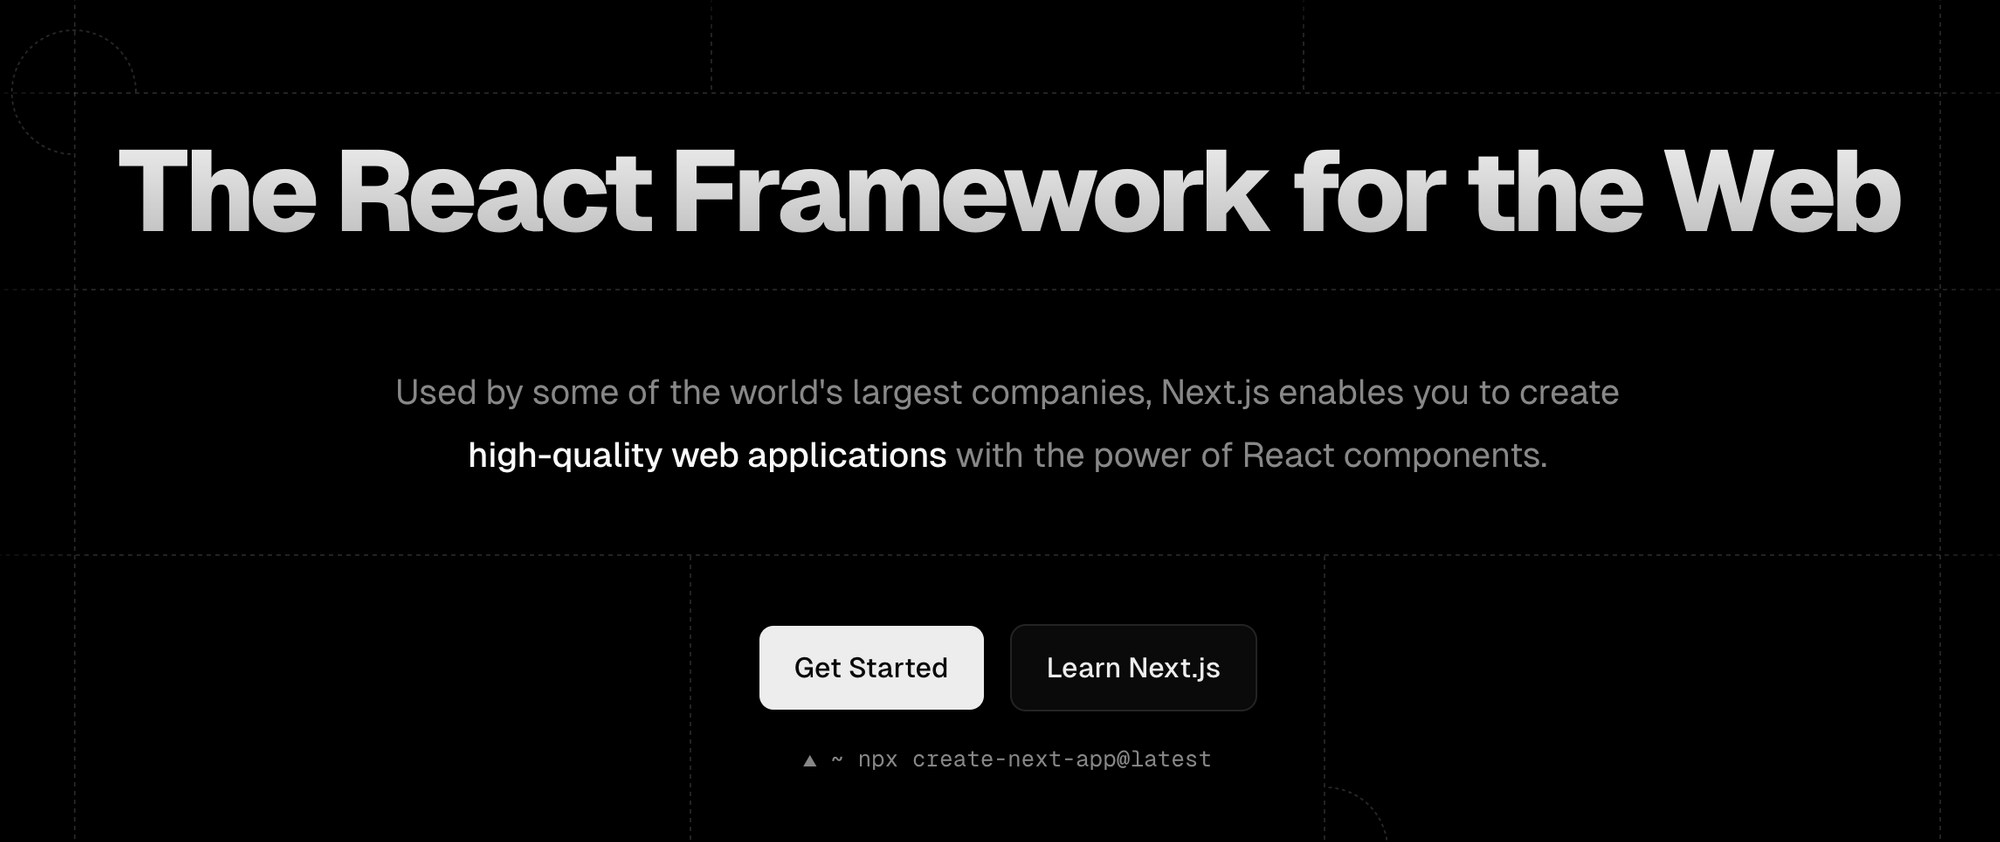 The React Framework for the Web
Used by some of the world's largest companies, Next.js enables you to create
high-quality web applications with the power of React components.
Get Started
Learn Next.js
▲ ~ npx create-next-app@latest